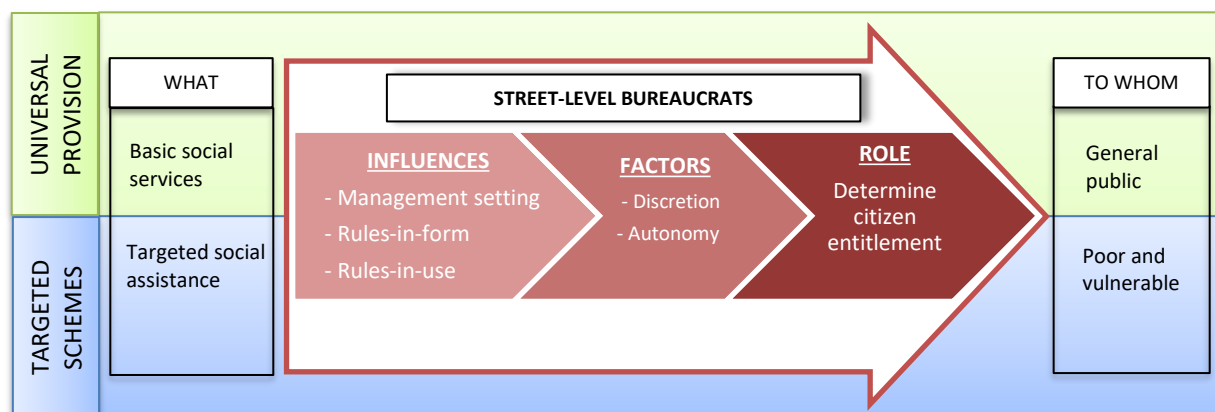 UNIVERSAL
PROVISION
TARGETED
SCHEMES
WHAT
Basic social
services
Targeted social
assistance
STREET-LEVEL BUREAUCRATS
INFLUENCES
- Management setting
- Rules-in-form
- Rules-in-use
FACTORS
- Discretion
- Autonomy
ROLE
Determine
citizen
entitlement
TO WHOM
General
public
Poor and
vulnerable